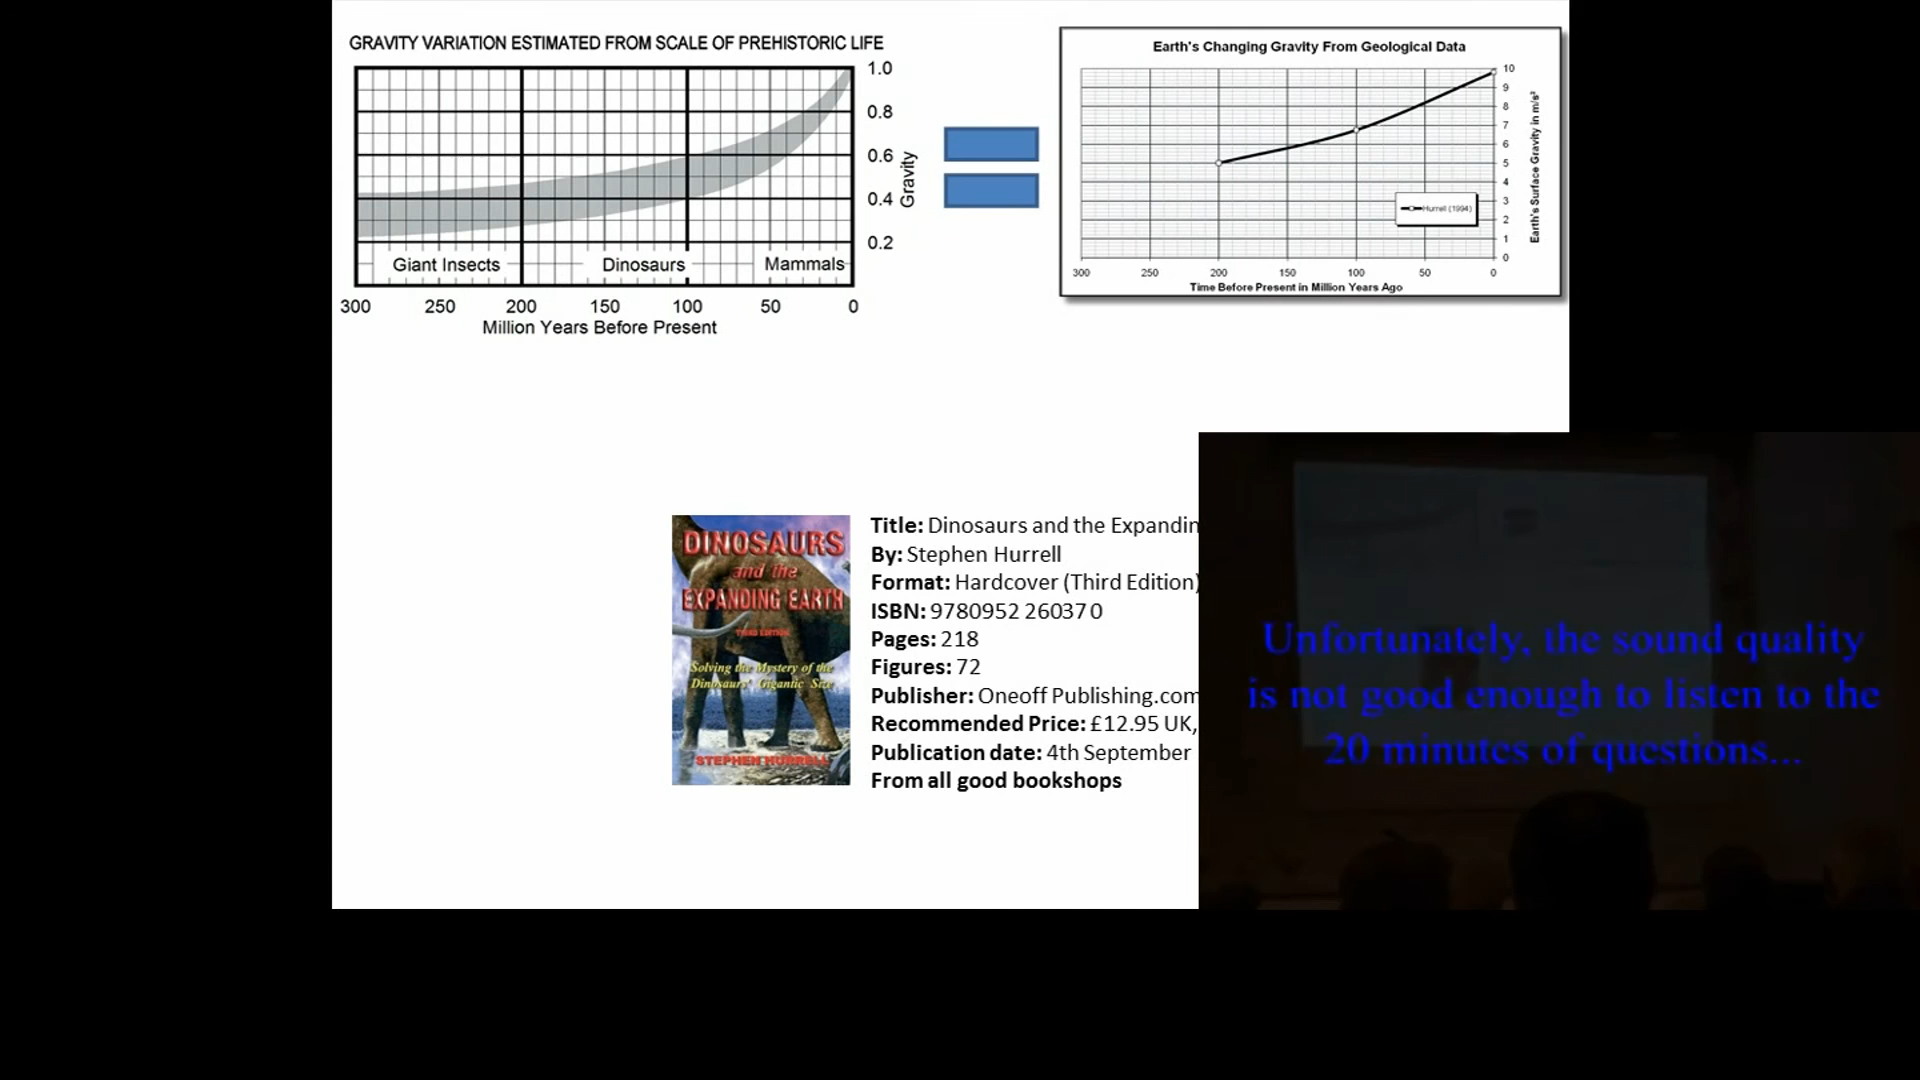 GRAVITY VARIATION ESTIMATED FROM SCALE OF PREHISTORIC LIFE
1.0
0.8
0.6
0.4
0.2
Gravity
Giant Insects
Dinosaurs
Mammals
300 250 200 150 100 50 0
Million Years Before Present
Earth's Changing Gravity From Geological Data
10
9
8
7
6
5
4
3
2
1
0
Earth's Surface Gravity in m/s²
Hurrell (1994)
300 250 200 150 100 50 0
Time Before Present in Million Years Ago
DINOSAURS
and the
EXPANDING EARTH
THIRD EDITION
Solving the Mystery of the
Dinosaurs' Gigantic Size
STEPHEN HURRELL
Title: Dinosaurs and the Expandin
By: Stephen Hurrell
Format: Hardcover (Third Edition)
ISBN: 9780952 26037 0
Pages: 218
Figures: 72
Publisher: Oneoff Publishing.com
Recommended Price: £12.95 UK,
Publication date: 4th September
From all good bookshops
Unfortunately, the sound quality
is not good enough to listen to the
20 minutes of questions...